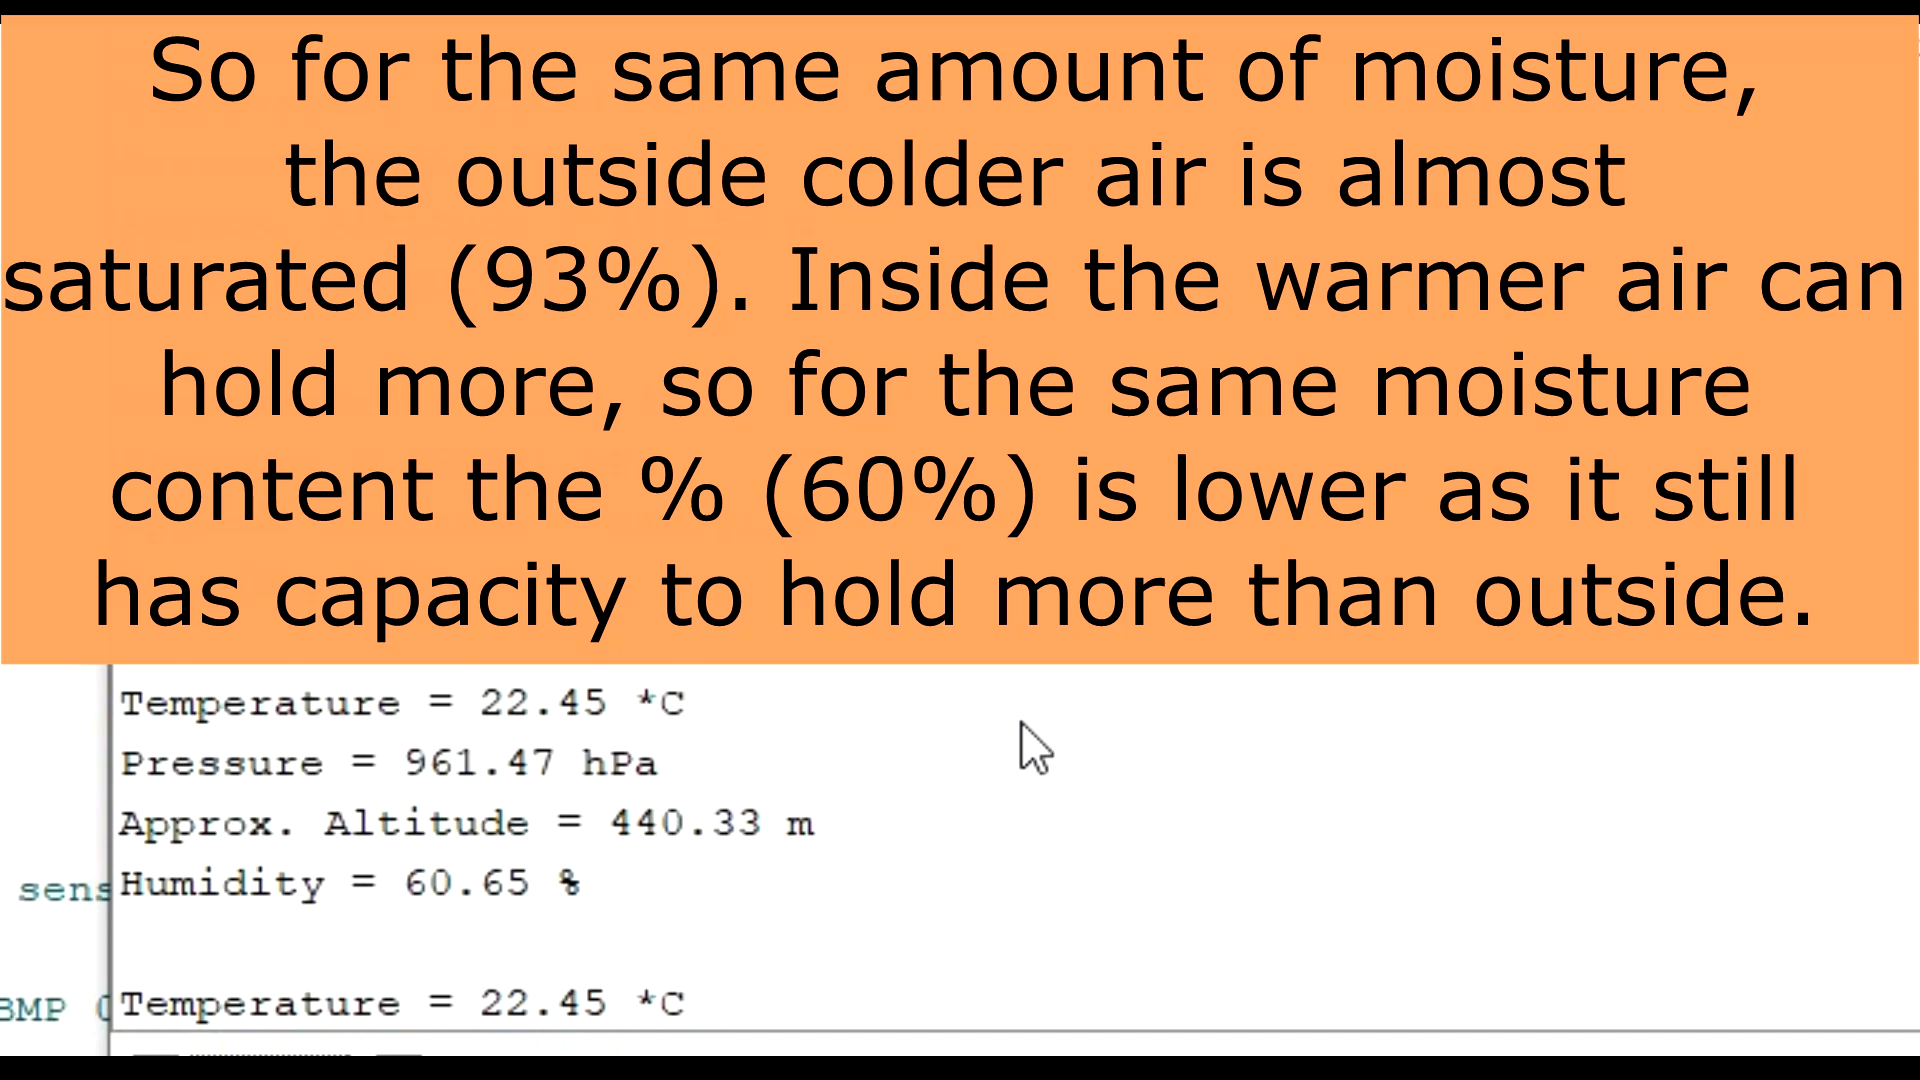 So for the same amount of moisture,
the outside colder air is almost
saturated (93%). Inside the warmer air can
hold more, so for the same moisture
content the % (60%) is lower as it still
has capacity to hold more than outside.
Temperature = 22.45 *C
Pressure = 961.47 hPa
Approx. Altitude = 440.33 m
sens
Humidity = 60.65 %
BMP (
Temperature = 22.45 *C